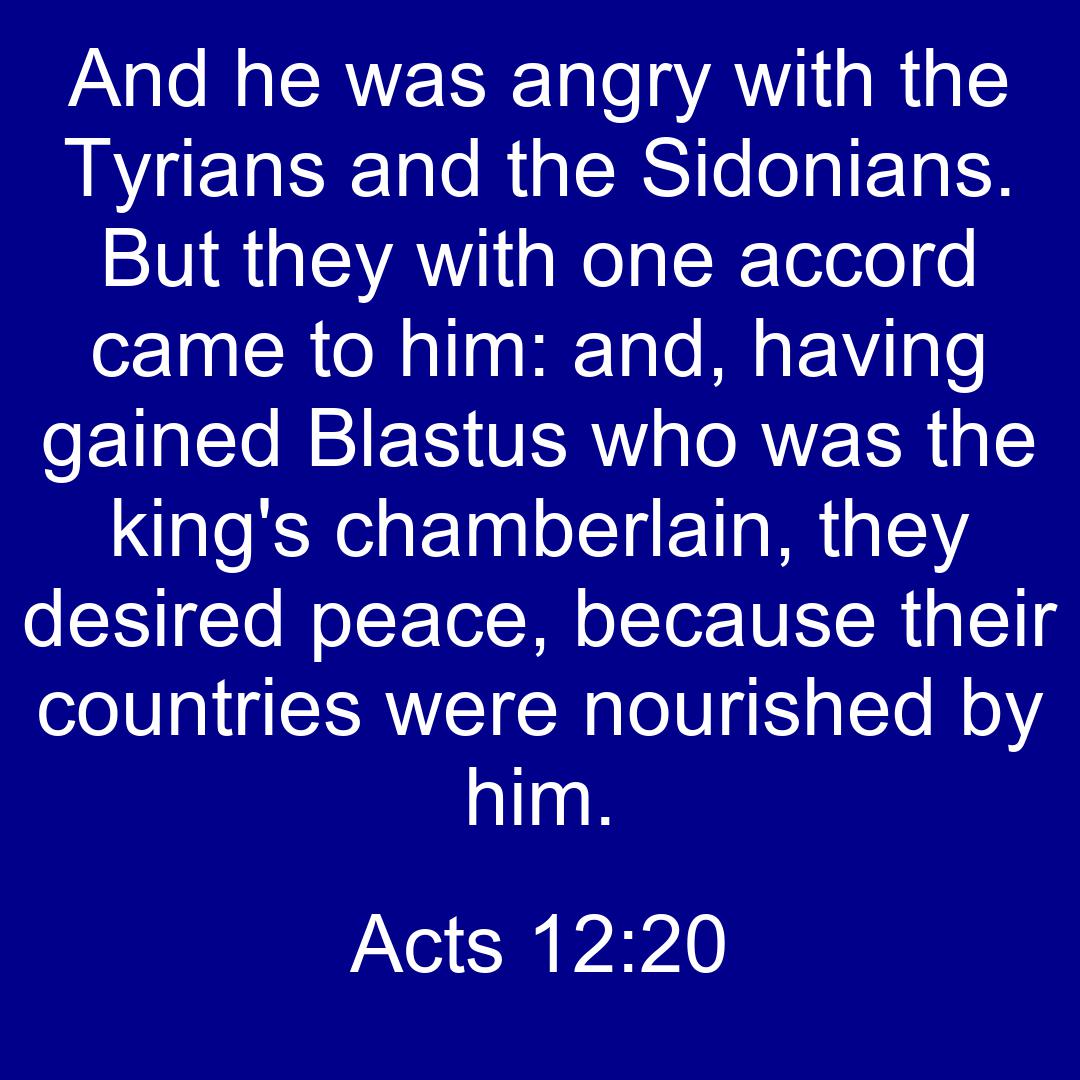 And he was angry with the
Tyrians and the Sidonians.
But they with one accord
came to him: and, having
gained Blastus who was the
king's chamberlain, they
desired peace, because their
countries were nourished by
him.
Acts 12:20